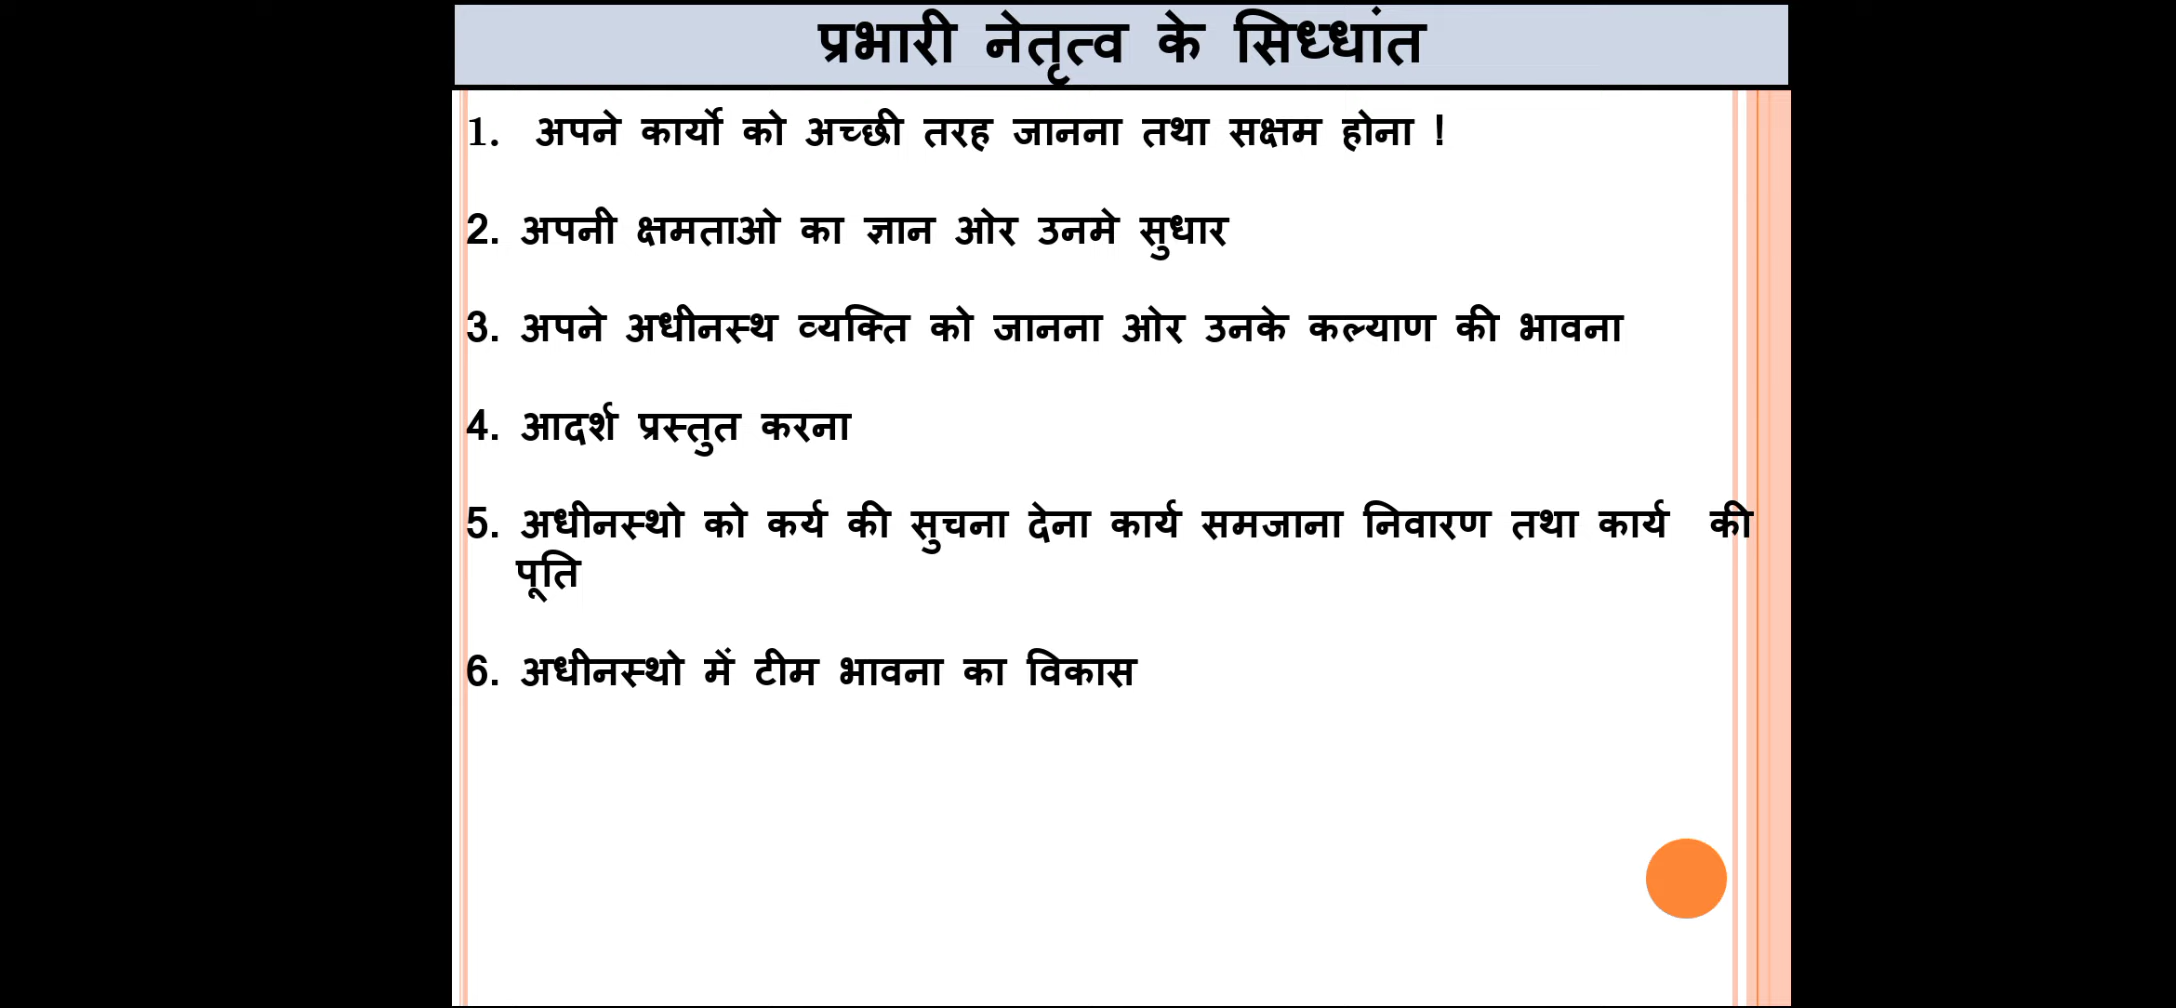 प्रभारी नेतृत्व के सिध्धांत
1. अपने कार्यो को अच्छी तरह जानना तथा सक्षम होना !
2. अपनी क्षमताओ का ज्ञान ओर उनमे सुधार
3. अपने अधीनस्थ व्यक्ति को जानना ओर उनके कल्याण की भावना
4. आदर्श प्रस्तुत करना
5. अधीनस्थो को कर्य की सुचना देना कार्य समजाना निवारण तथा कार्य की
पूति
6. अधीनस्थो में टीम भावना का विकास